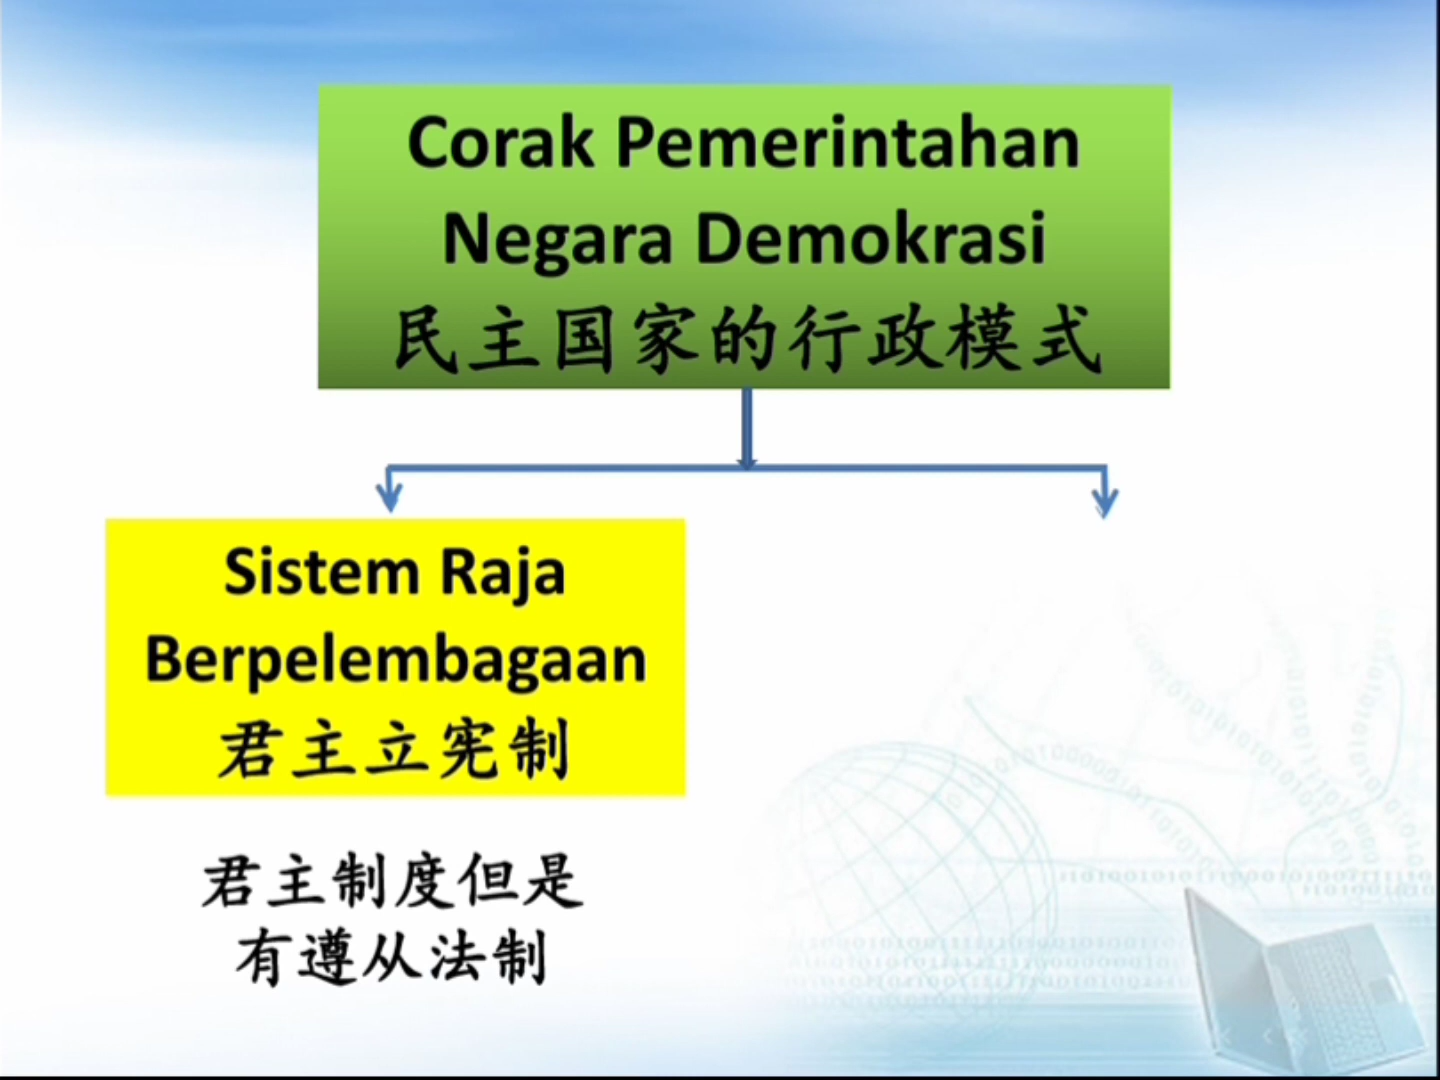 Corak Pemerintahan
Negara Demokrasi
民主国家的行政模式
Sistem Raja
Berpelembagaan
君主立宪制
君主制度但是
有遵从法制